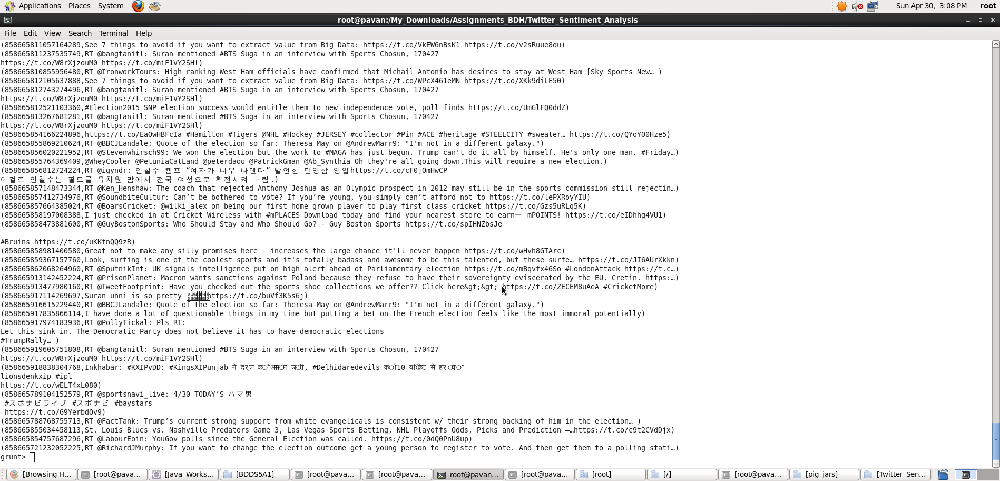 Applications Places System
Sun Apr 30, 3:08 PM root
root@pavan:/My_Downloads/Assignments_BDH/Twitter_Sentiment_Analysis
File Edit View Search Terminal Help
(858665811057164289,See 7 things to avoid if you want to extract value from Big Data: https://t.co/VkEW6nBsK1 https://t.co/v2sRuue8ou)
(858665811237535749,RT @bangtanitl: Suran mentioned #BTS Suga in an interview with Sports Chosun, 170427
https://t.co/W8rXjzouM0 https://t.co/miF1VY2SHl)
(858665810855956480,RT @IronworkTours: High ranking West Ham officials have confirmed that Michail Antonio has desires to stay at West Ham [Sky Sports New… )
(858665812105637888,See 7 things to avoid if you want to extract value from Big Data: https://t.co/WPcX461eMN https://t.co/XKk9diLE50)
(858665812743274496,RT @bangtanitl: Suran mentioned #BTS Suga in an interview with Sports Chosun, 170427
https://t.co/W8rXjzouM0 https://t.co/miF1VY2SHl)
(858665812521103360,#Election2015 SNP election success would entitle them to new independence vote, poll finds https://t.co/UmGlFQ0ddZ)
(858665813267681281,RT @bangtanitl: Suran mentioned #BTS Suga in an interview with Sports Chosun, 170427
https://t.co/W8rXjzouM0 https://t.co/miF1VY2SHl)
(858665854166224896,https://t.co/EaOwHBFcIa #Hamilton #Tigers @NHL #Hockey #JERSEY #collector #Pin #ACE #heritage #STEELCITY #sweater… https://t.co/QYoYO0Hze5)
(858665855869210624,RT @BBCJLandale: Quote of the election so far: Theresa May on @AndrewMarr9: "I'm not in a different galaxy.")
(858665856020221952,RT @Stevenwhirsch99: We won the election but the work to #MAGA has just begun. Trump can't do it all by himself. He's only one man. #Friday…)
(858665855764369409,@WheyCooler @PetuniaCatLand @peterdaou @PatrickGman @Ab_Synthia Oh they're all going down.This will require a new election.)
(858665856812724224,RT @igyndr: 안철수 캠프 “여자가 너무 나댄다” 발언한 민영삼 영입https://t.co/cF0jOmHwCP
이걸로 안철수는 필드를 유치원 맘에서 전국 여성으로 확전시켜 버림.)
(858665857148473344,RT @Ken_Henshaw: The coach that rejected Anthony Joshua as an Olympic prospect in 2012 may still be in the sports commission still rejectin…)
(858665857412734976,RT @SoundbiteCultur: Can’t be bothered to vote? If you’re young, you simply can’t afford not to https://t.co/lePXRoyYIU)
(858665857664385024,RT @BoarsCricket: @wilki_alex on being our first home grown player to play first class cricket https://t.co/Gzs5uRLq5K)
(858665858197008388,I just checked in at Cricket Wireless with #mPLACES Download today and find your nearest store to earn— mPOINTS! https://t.co/eIDhhg4VU1)
(858665858473881600,RT @GuyBostonSports: Who Should Stay and Who Should Go? - Guy Boston Sports https://t.co/spIHNZbsJe
#Bruins https://t.co/uKKfnQQ9zR)
(858665858981400580,Great not to make any silly promises here - increases the large chance it'll never happen https://t.co/wHvh8GTArc)
(858665859367157760,Look, surfing is one of the coolest sports and it's totally badass and awesome to be this talented, but these surfe… https://t.co/JI6AUrXkkn)
(858665862068264960,RT @SputnikInt: UK signals intelligence put on high alert ahead of Parliamentary election https://t.co/mBqvfx46So #LondonAttack https://t.c…)
(858665913142452224,RT @PrisonPlanet: Macron wants sanctions against Poland because they refuse to have their sovereignty eviscerated by the EU. Cretin. https:…)
(858665913477980160,RT @TweetFootprint: Have you checked out the sports shoe collections we offer?? Click here&gt;&gt; https://t.co/ZECEM8uAeA #CricketMore)
(858665917114269697,Suran unni is so pretty https://t.co/buVf3K5s6j)
(858665916615229440,RT @BBCJLandale: Quote of the election so far: Theresa May on @AndrewMarr9: "I'm not in a different galaxy.")
(858665917835866114,I have done a lot of questionable things in my time but putting a bet on the French election feels like the most immoral potentially)
(858665917974183936,RT @PollyTickal: Pls RT:
Let this sink in. The Democratic Party does not believe it has to have democratic elections
#TrumpRally… )
(858665919605751808,RT @bangtanitl: Suran mentioned #BTS Suga in an interview with Sports Chosun, 170427
https://t.co/W8rXjzouM0 https://t.co/miF1VY2SHl)
(858665918838304768,Inkhabar: #KXIPvDD: #KingsXIPunjab ने दर्ज की आसान जीत, #Delhidaredevils को 10 विकेट से हराया
lionsdenkxip #ipl
https://t.co/wELT4xL080)
(858665789104152579,RT @sportsnavi_live: 4/30 TODAY’S ハマ男
#スポナビライブ #スポナビ #baystars
https://t.co/G9YerbdOv9)
(858665788768755713,RT @FactTank: Trump’s current strong support from white evangelicals is consistent w/ their strong backing of him in the election… )
(858665855034458113,St. Louis Blues vs. Nashville Predators Game 3, Las Vegas Sports Betting, NHL Playoffs Odds, Picks and Prediction –…https://t.co/c9t2CVdDjx)
(858665854757687296,RT @LabourEoin: YouGov polls since the General Election was called. https://t.co/0dQ0PnU8up)
(858665721232052225,RT @RichardJMurphy: If you want to change the election outcome get a young person to register to vote. And then get them to a polling stati…)
grunt>
[Browsing H... [root@pava... [Java_Works... [BDDS5A1] [root@pava... [root@pava... root@pavan... [root@pava... [root] [/] [root@pava... [pig_jars] [Twitter_Sen...